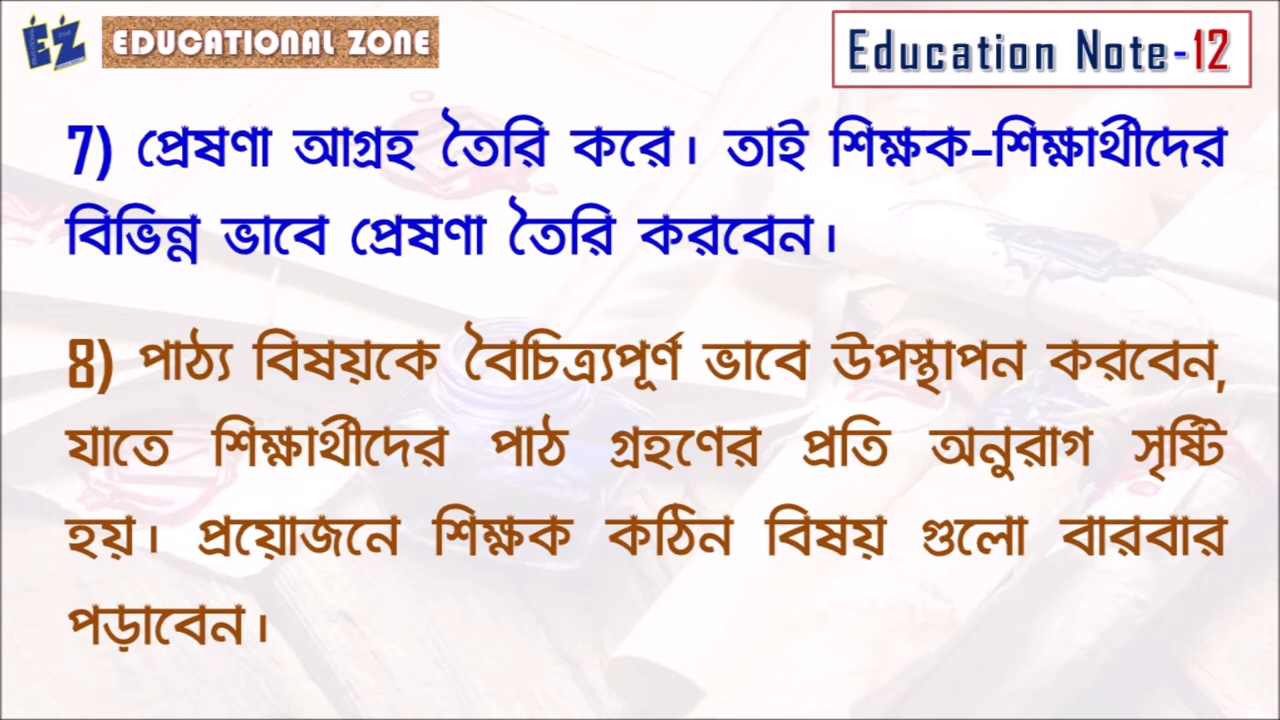 EZ EDUCATIONAL ZONE
Education Note-12
7) প্রেষণা আগ্রহ তৈরি করে। তাই শিক্ষক-শিক্ষার্থীদের
বিভিন্ন ভাবে প্রেষণা তৈরি করবেন।
8) পাঠ্য বিষয়কে বৈচিত্র্যপূর্ণ ভাবে উপস্থাপন করবেন,
যাতে শিক্ষার্থীদের পাঠ গ্রহণের প্রতি অনুরাগ সৃষ্টি
হয়। প্রয়োজনে শিক্ষক কঠিন বিষয় গুলো বারবার
পড়াবেন।